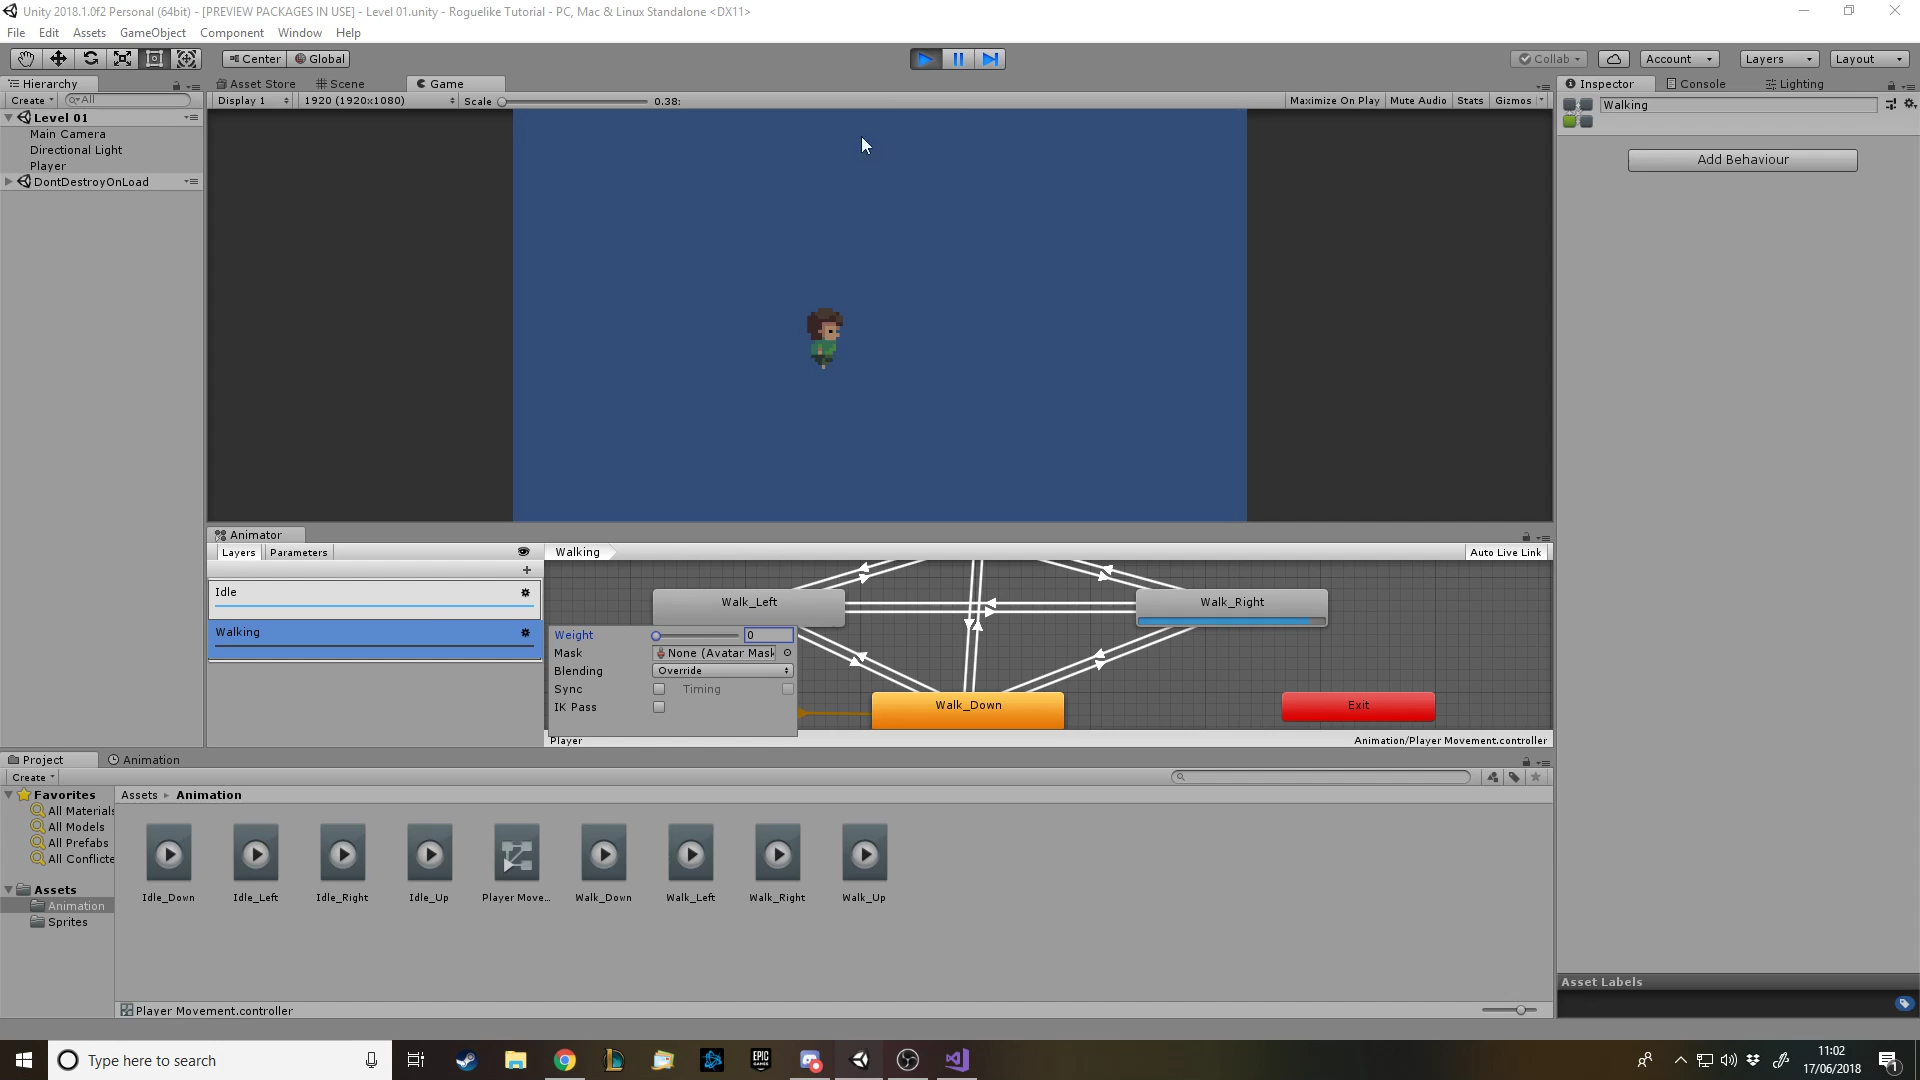 Unity 2018.1.0f2 Personal (64bit) - [PREVIEW PACKAGES IN USE] - Level 01.unity - Roguelike Tutorial - PC, Mac & Linux Standalone <DX11>
File Edit Assets GameObject Component Window Help
Center Global Collab Account Layers Layout
Hierarchy Asset Store Scene Game Inspector Console Lighting
Create All Display 1 1920 (1920x1080) Scale 0.38: Maximize On Play Mute Audio Stats Gizmos Walking
Level 01
Main Camera
Directional Light
Player
DontDestroyOnLoad
Add Behaviour
Animator
Layers Parameters Walking Auto Live Link
Idle
Walking
Walk_Left
Walk_Right
Walk_Down
Exit
Weight 0
Mask None (Avatar Mask
Blending Override
Sync Timing
IK Pass
Player Animation/Player Movement.controller
Project Animation
Create
Favorites
All Materials
All Models
All Prefabs
All Conflicte
Assets
Animation
Sprites
Assets Animation
Idle_Down Idle_Left Idle_Right Idle_Up Player Move... Walk_Down Walk_Left Walk_Right Walk_Up
Player Movement.controller
Asset Labels
Type here to search
EPIC GAMES
11:02
17/06/2018
1